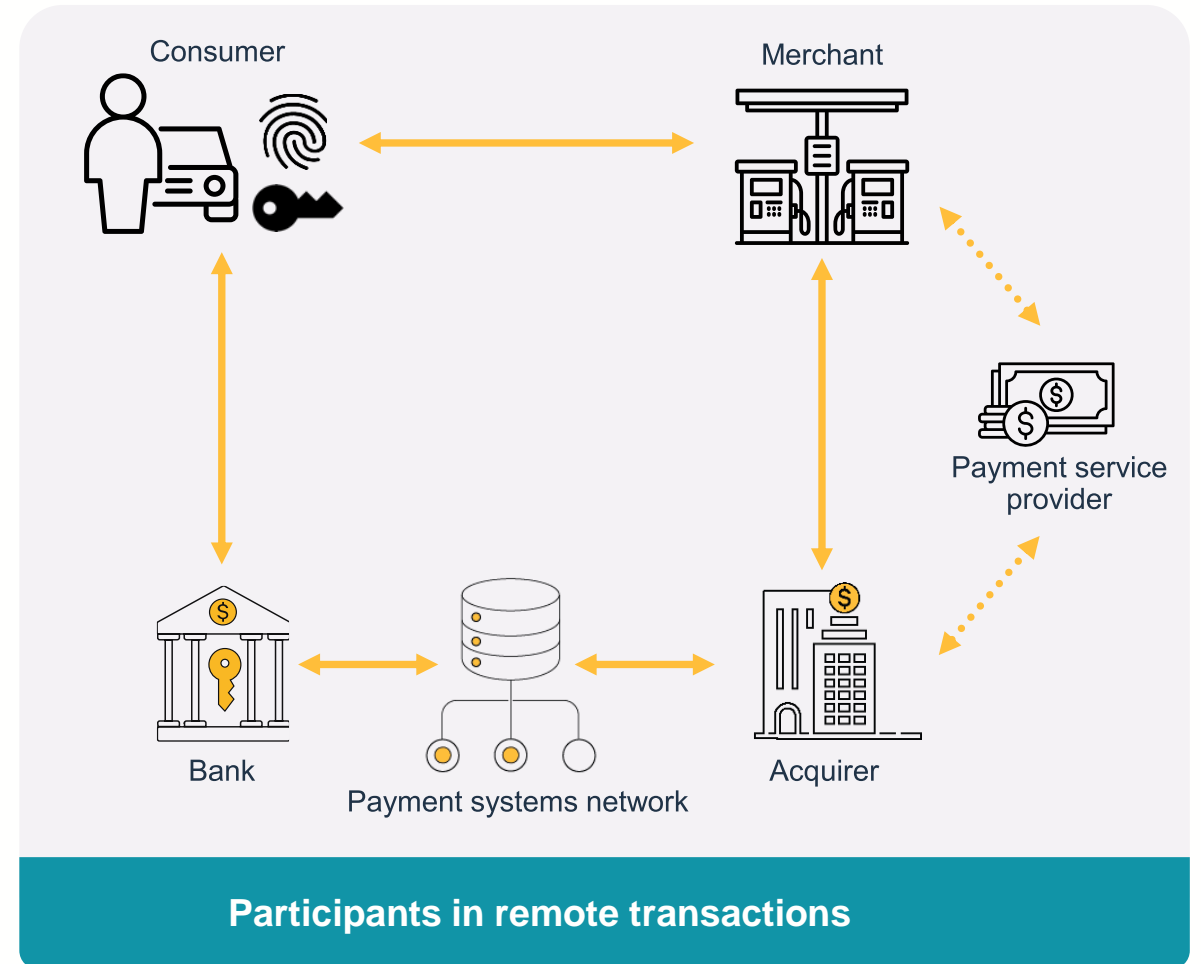 Consumer
Merchant
$
$
Payment service
provider
$
$
Bank
Acquirer
Payment systems network
Participants in remote transactions